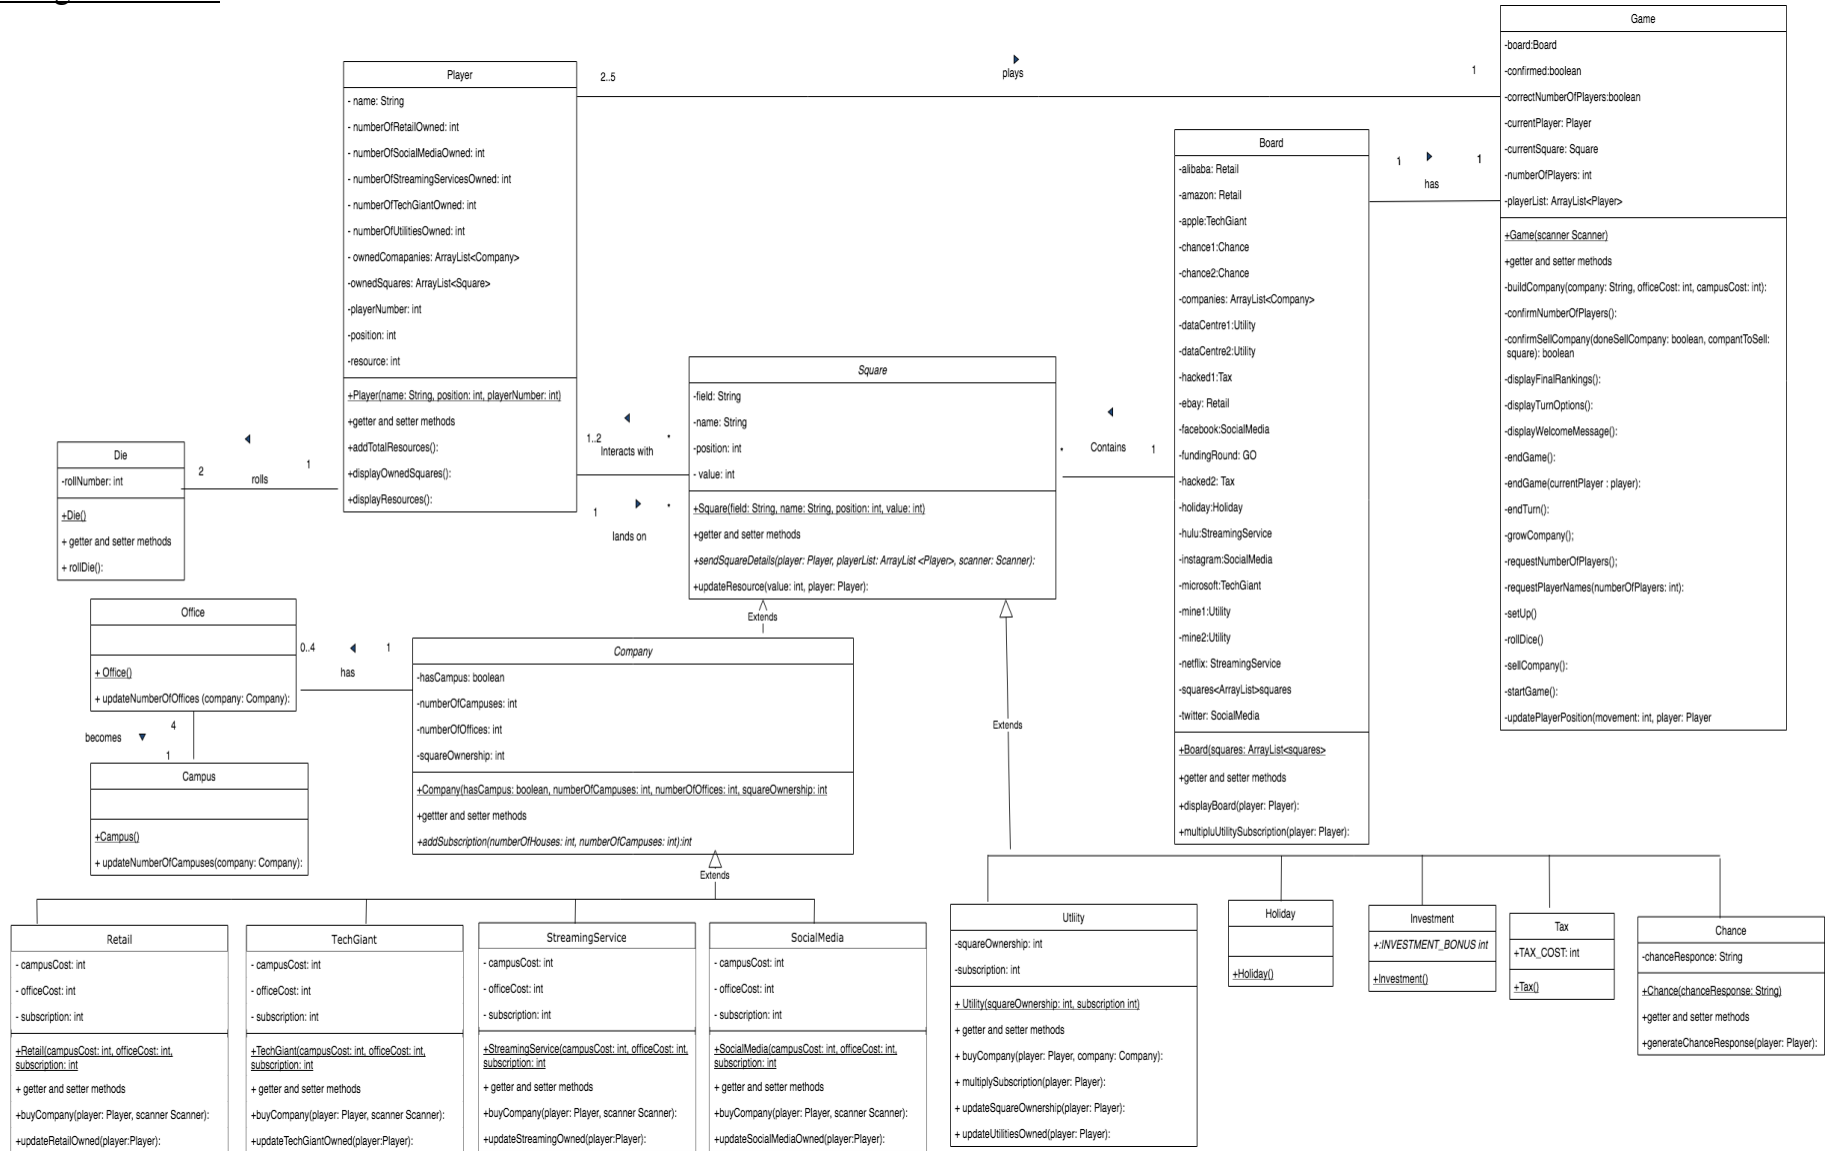 Game
-board:Board
-confirmed:boolean
-correctNumberOfPlayers:boolean
-currentPlayer: Player
-currentSquare: Square
-numberOfPlayers: int
-playerList: ArrayList<Player>
+Game(scanner Scanner)
+getter and setter methods
-buildCompany(company: String, officeCost: int, campusCost: int):
-confirmNumberOfPlayers():
-confirmSellCompany(doneSellCompany: boolean, compantToSell:
square): boolean
-displayFinalRankings():
-displayTurnOptions():
-displayWelcomeMessage():
-endGame():
-endGame(currentPlayer : player):
-endTurn():
-growCompany();
-requestNumberOfPlayers();
-requestPlayerNames(numberOfPlayers: int):
-setUp()
-rollDice()
-sellCompany():
-startGame():
-updatePlayerPosition(movement: int, player: Player
2..5
plays
1
Player
- name: String
- numberOfRetailOwned: int
- numberOfSocialMediaOwned: int
- numberOfStreamingServicesOwned: int
- numberOfTechGiantOwned: int
- numberOfUtilitiesOwned: int
- ownedComapanies: ArrayList<Company>
-ownedSquares: ArrayList<Square>
-playerNumber: int
-position: int
-resource: int
+Player(name: String, position: int, playerNumber: int)
+getter and setter methods
+addTotalResources():
+displayOwnedSquares():
+displayResources():
Board
-alibaba: Retail
-amazon: Retail
-apple:TechGiant
-chance1:Chance
-chance2:Chance
-companies: ArrayList<Company>
-dataCentre1:Utility
-dataCentre2:Utility
-hacked1:Tax
-ebay: Retail
-facebook:SocialMedia
-fundingRound: GO
-hacked2: Tax
-holiday:Holiday
-hulu:StreamingService
-instagram:SocialMedia
-microsoft:TechGiant
-mine1:Utility
-mine2:Utility
-netflix: StreamingService
-squares<ArrayList>squares
-twitter: SocialMedia
+Board(squares: ArrayList<squares>
+getter and setter methods
+displayBoard(player: Player):
+multipluUtilitySubscription(player: Player):
1
1
has
Square
-field: String
-name: String
-position: int
- value: int
+Square(field: String, name: String, position: int, value: int)
+getter and setter methods
+sendSquareDetails(player: Player, playerList: ArrayList <Player>, scanner: Scanner):
+updateResource(value: int, player: Player):
1..2
*
Interacts with
1
*
lands on
*
Contains
1
Die
-rollNumber: int
+Die()
+ getter and setter methods
+ rollDie():
2
1
rolls
Office
+ Office()
+ updateNumberOfOffices (company: Company):
0..4
1
has
4
becomes
1
Campus
+Campus()
+ updateNumberOfCampuses(company: Company):
Extends
Company
-hasCampus: boolean
-numberOfCampuses: int
-numberOfOffices: int
-squareOwnership: int
+Company(hasCampus: boolean, numberOfCampuses: int, numberOfOffices: int, squareOwnership: int
+gettter and setter methods
+addSubscription(numberOfHouses: int, numberOfCampuses: int):int
Extends
Extends
Retail
- campusCost: int
- officeCost: int
- subscription: int
+Retail(campusCost: int, officeCost: int,
subscription: int
+ getter and setter methods
+buyCompany(player: Player, scanner Scanner):
+updateRetailOwned(player:Player):
TechGiant
- campusCost: int
- officeCost: int
- subscription: int
+TechGiant(campusCost: int, officeCost: int,
subscription: int
+ getter and setter methods
+buyCompany(player: Player, scanner Scanner):
+updateTechGiantOwned(player:Player):
StreamingService
- campusCost: int
- officeCost: int
- subscription: int
+StreamingService(campusCost: int, officeCost: int,
subscription: int
+ getter and setter methods
+buyCompany(player: Player, scanner Scanner):
+updateStreamingOwned(player:Player):
SocialMedia
- campusCost: int
- officeCost: int
- subscription: int
+SocialMedia(campusCost: int, officeCost: int,
subscription: int
+ getter and setter methods
+buyCompany(player: Player, scanner Scanner):
+updateSocialMediaOwned(player:Player):
Utliity
-squareOwnership: int
-subscription: int
+ Utility(squareOwnership: int, subscription int)
+ getter and setter methods
+ buyCompany(player: Player, company: Company):
+ multiplySubscription(player: Player):
+ updateSquareOwnership(player: Player):
+ updateUtilitiesOwned(player: Player):
Holiday
+Holiday()
Investment
+:INVESTMENT_BONUS int
+Investment()
Tax
+TAX_COST: int
+Tax()
Chance
-chanceResponce: String
+Chance(chanceResponse: String)
+getter and setter methods
+generateChanceResponse(player: Player):